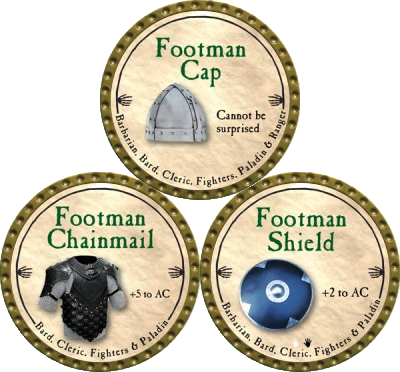 Footman
Cap
Cannot be
surprised
Barbarian, Bard, Cleric, Fighters, Paladin & Ranger
Footman
Chainmail
+5 to AC
Bard, Cleric, Fighters & Paladin
Footman
Shield
+2 to AC
Barbarian, Bard, Cleric, Fighters & Paladin